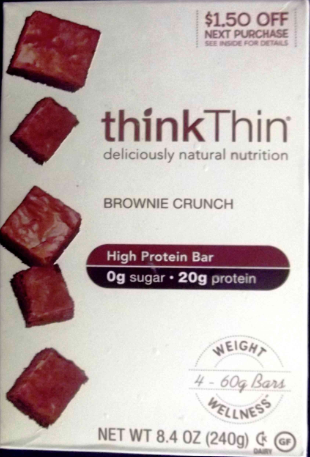 $1.50 OFF
NEXT PURCHASE
SEE INSIDE FOR DETAILS
thinkThin®
deliciously natural nutrition
BROWNIE CRUNCH
High Protein Bar
0g sugar • 20g protein
WEIGHT
4 - 60g Bars
WELLNESS
NET WT 8.4 OZ (240g)
DAIRY
GF